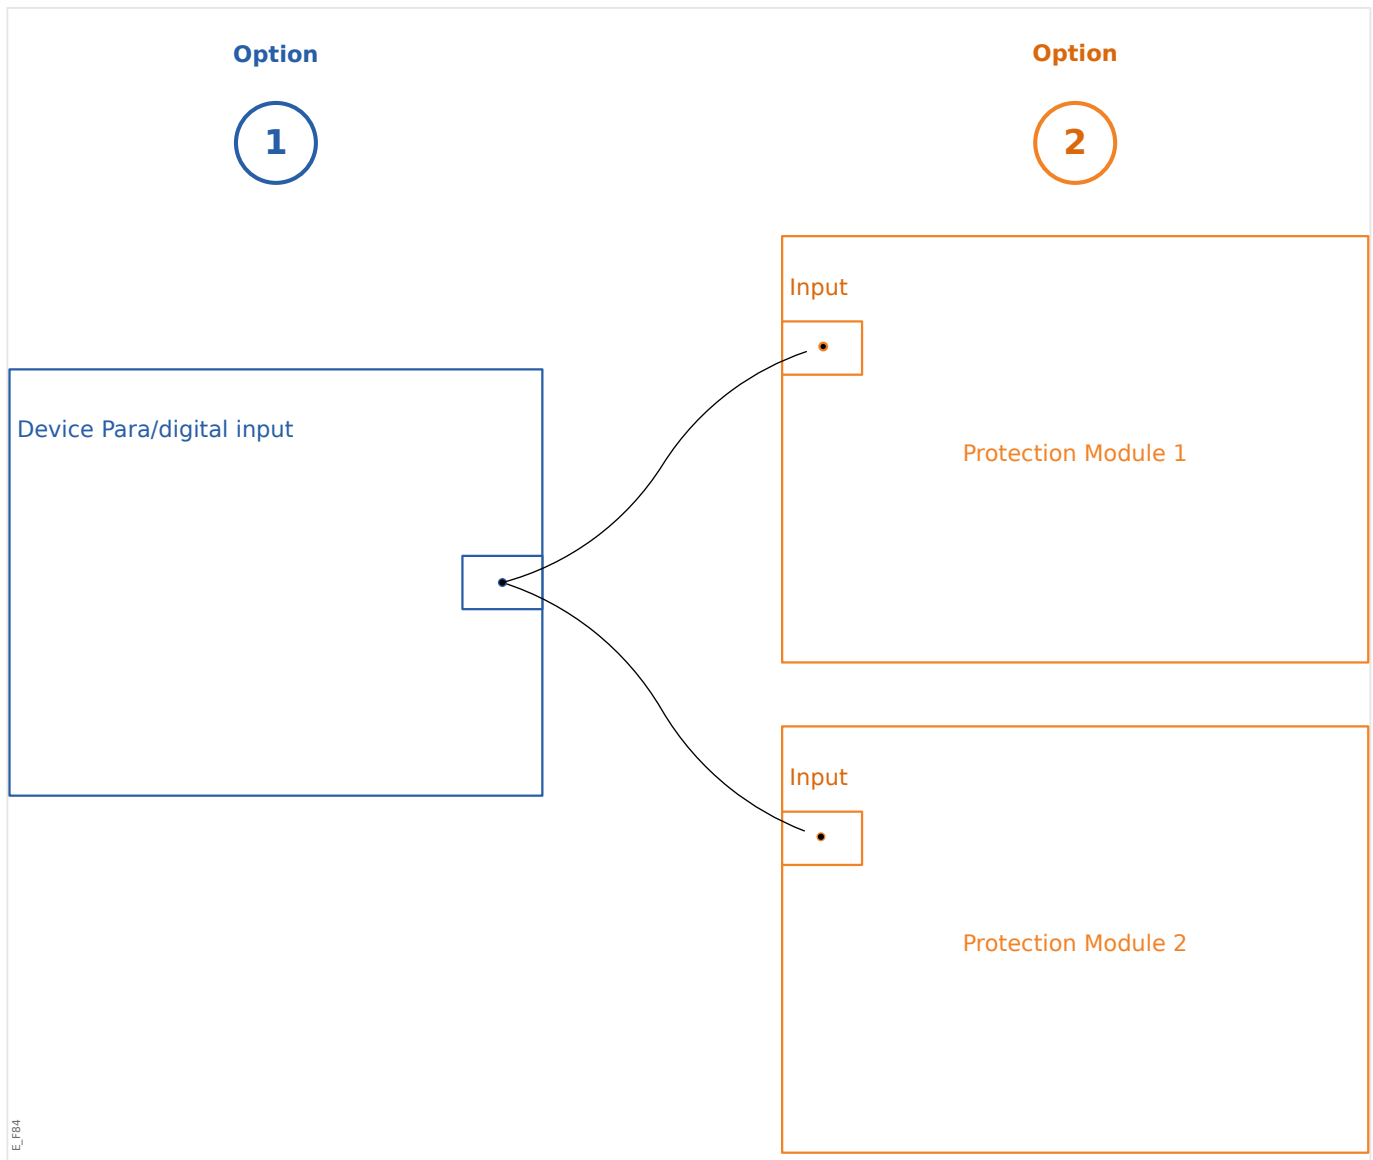 Option
1
Option
2
Device Para/digital input
Input
Protection Module 1
Input
Protection Module 2
E_F84